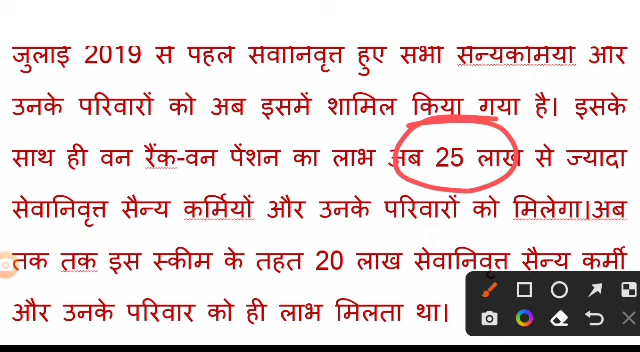 जुलाई 2019 से पहले सेवानिवृत्त हुए सभी सैन्यकर्मियों और
उनके परिवारों को अब इसमें शामिल किया गया है। इसके
साथ ही वन रैंक-वन पेंशन का लाभ अब 25 लाख से ज्यादा
सेवानिवृत्त सैन्य कर्मियों और उनके परिवारों को मिलेगा।अब
तक तक इस स्कीम के तहत 20 लाख सेवानिवृत्त सैन्य कर्मी
और उनके परिवार को ही लाभ मिलता था।